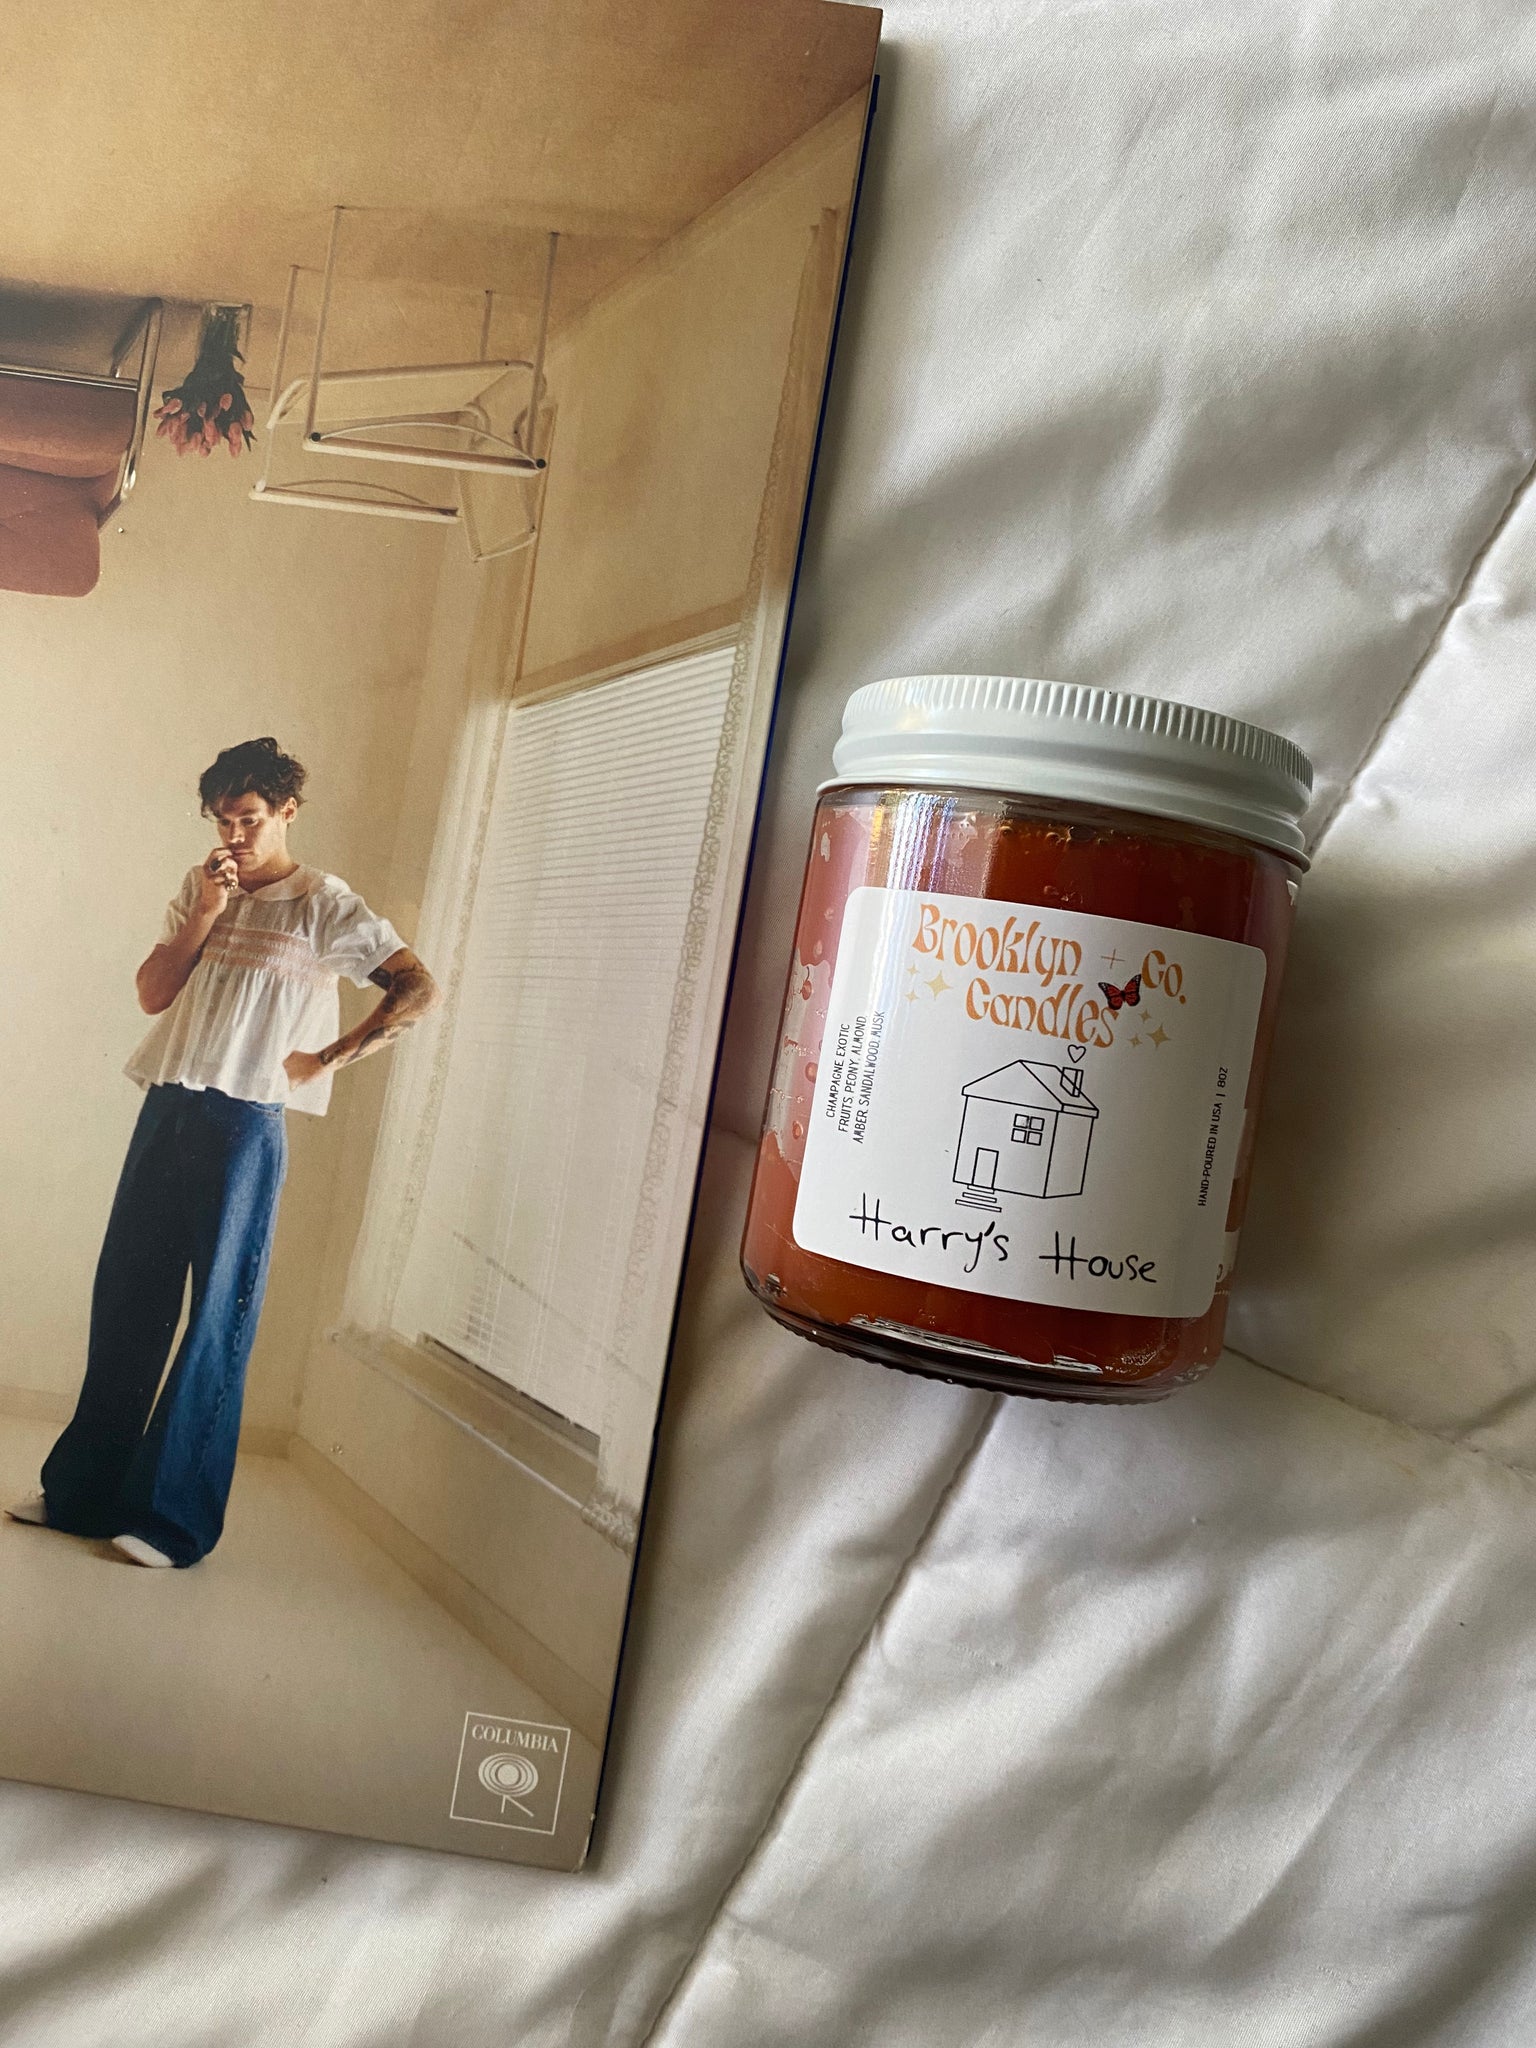 Brooklyn + Co.
Candles
CHAMPAGNE, EXOTIC
FRUITS, PEONY, ALMOND,
AMBER, SANDALWOOD, MUSK
HAND-POURED IN USA | 8OZ
Harry's House
COLUMBIA